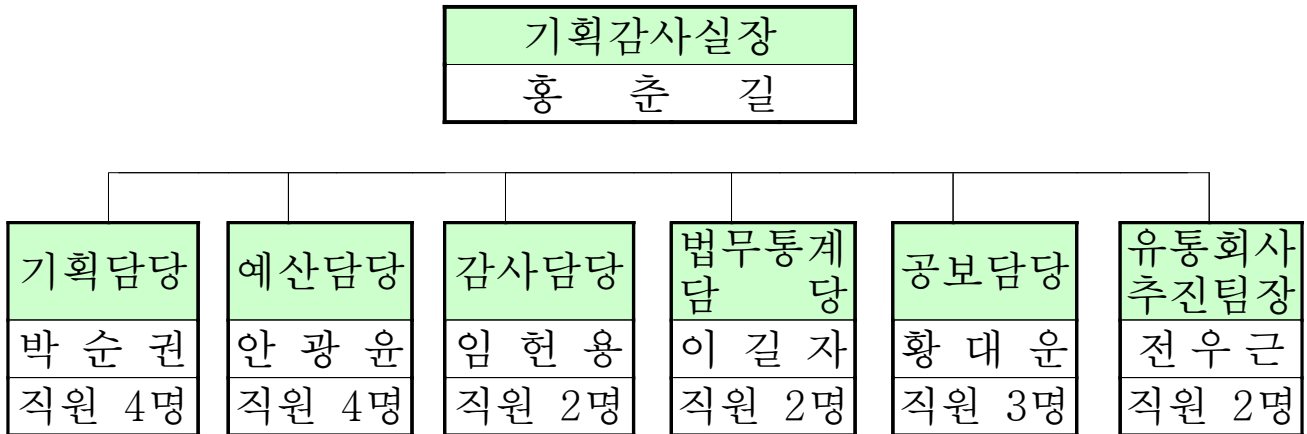 기획감사실장
홍 춘 길
기획담당
박 순 권
직원 4명
예산담당
안 광 윤
직원 4명
감사담당
임 헌 용
직원 2명
법무통계
담 당
이 길 자
직원 2명
공보담당
황 대 운
직원 3명
유통회사
추진팀장
전 우 근
직원 2명